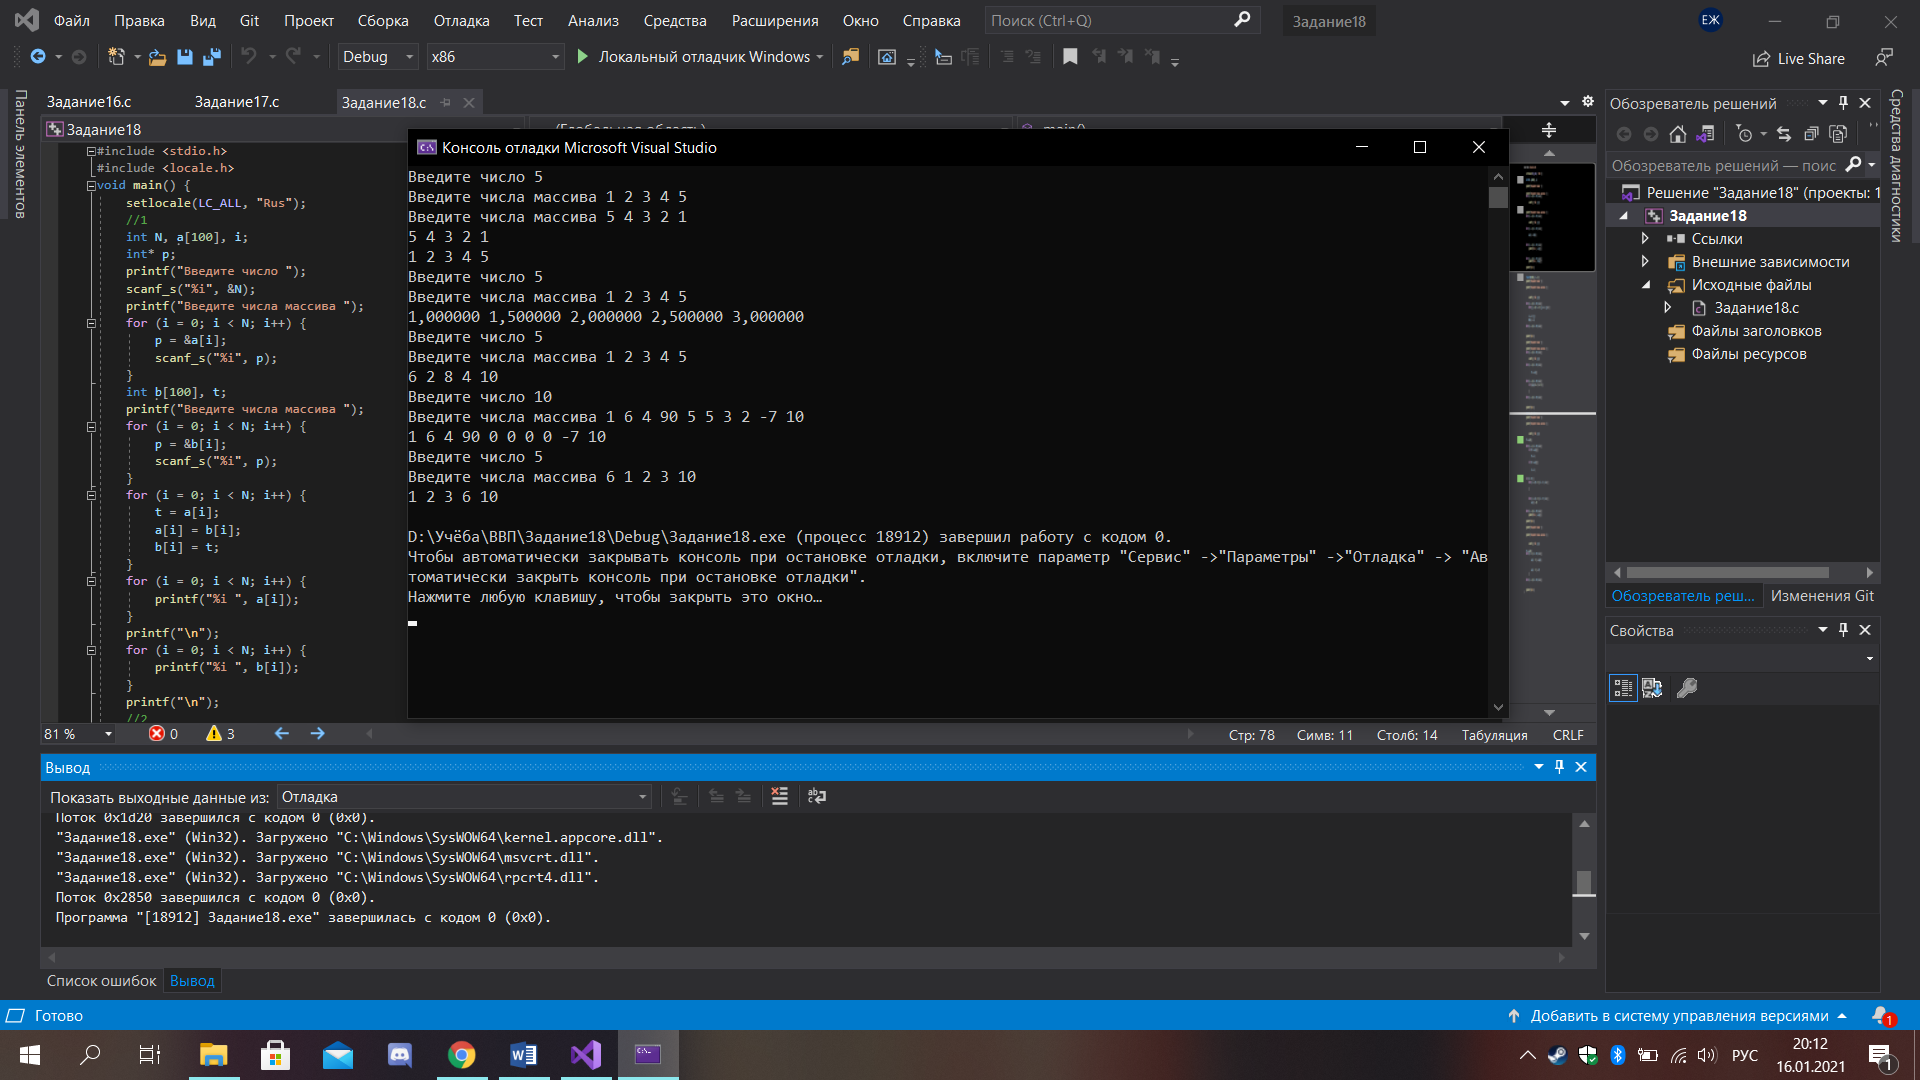 Файл Правка Вид Git Проект Сборка Отладка Тест Анализ Средства Расширения Окно Справка Поиск (Ctrl+Q) Задание18 ЕЖ
Debug x86 Локальный отладчик Windows Live Share
Панель элементов
Задание16.c Задание17.c Задание18.c
Задание18 (Глобальная область) main()
#include <stdio.h>
#include <locale.h>
void main() {
setlocale(LC_ALL, "Rus");
//1
int N, a[100], i;
int* p;
printf("Введите число ");
scanf_s("%i", &N);
printf("Введите числа массива ");
for (i = 0; i < N; i++) {
p = &a[i];
scanf_s("%i", p);
}
int b[100], t;
printf("Введите числа массива ");
for (i = 0; i < N; i++) {
p = &b[i];
scanf_s("%i", p);
}
for (i = 0; i < N; i++) {
t = a[i];
a[i] = b[i];
b[i] = t;
}
for (i = 0; i < N; i++) {
printf("%i ", a[i]);
}
printf("\n");
for (i = 0; i < N; i++) {
printf("%i ", b[i]);
}
printf("\n");
//2
Консоль отладки Microsoft Visual Studio
Введите число 5
Введите числа массива 1 2 3 4 5
Введите числа массива 5 4 3 2 1
5 4 3 2 1
1 2 3 4 5
Введите число 5
Введите числа массива 1 2 3 4 5
1,000000 1,500000 2,000000 2,500000 3,000000
Введите число 5
Введите числа массива 1 2 3 4 5
6 2 8 4 10
Введите число 10
Введите числа массива 1 6 4 90 5 5 3 2 -7 10
1 6 4 90 0 0 0 0 -7 10
Введите число 5
Введите числа массива 6 1 2 3 10
1 2 3 6 10
D:\Учёба\ВВП\Задание18\Debug\Задание18.exe (процесс 18912) завершил работу с кодом 0.
Чтобы автоматически закрывать консоль при остановке отладки, включите параметр "Сервис" ->"Параметры" ->"Отладка" -> "Ав
томатически закрыть консоль при остановке отладки".
Нажмите любую клавишу, чтобы закрыть это окно…
81 % 0 3 Стр: 78 Симв: 11 Столб: 14 Табуляция CRLF
Вывод
Показать выходные данные из: Отладка
Поток 0x1d20 завершился с кодом 0 (0x0).
"Задание18.exe" (Win32). Загружено "C:\Windows\SysWOW64\kernel.appcore.dll".
"Задание18.exe" (Win32). Загружено "C:\Windows\SysWOW64\msvcrt.dll".
"Задание18.exe" (Win32). Загружено "C:\Windows\SysWOW64\rpcrt4.dll".
Поток 0x2850 завершился с кодом 0 (0x0).
Программа "[18912] Задание18.exe" завершилась с кодом 0 (0x0).
Список ошибок Вывод
Обозреватель решений
Обозреватель решений — поис
Решение "Задание18" (проекты: 1
Задание18
Ссылки
Внешние зависимости
Исходные файлы
Задание18.c
Файлы заголовков
Файлы ресурсов
Обозреватель реш... Изменения Git
Свойства
Средства диагностики
Готово Добавить в систему управления версиями 1
РУС 20:12
16.01.2021 1